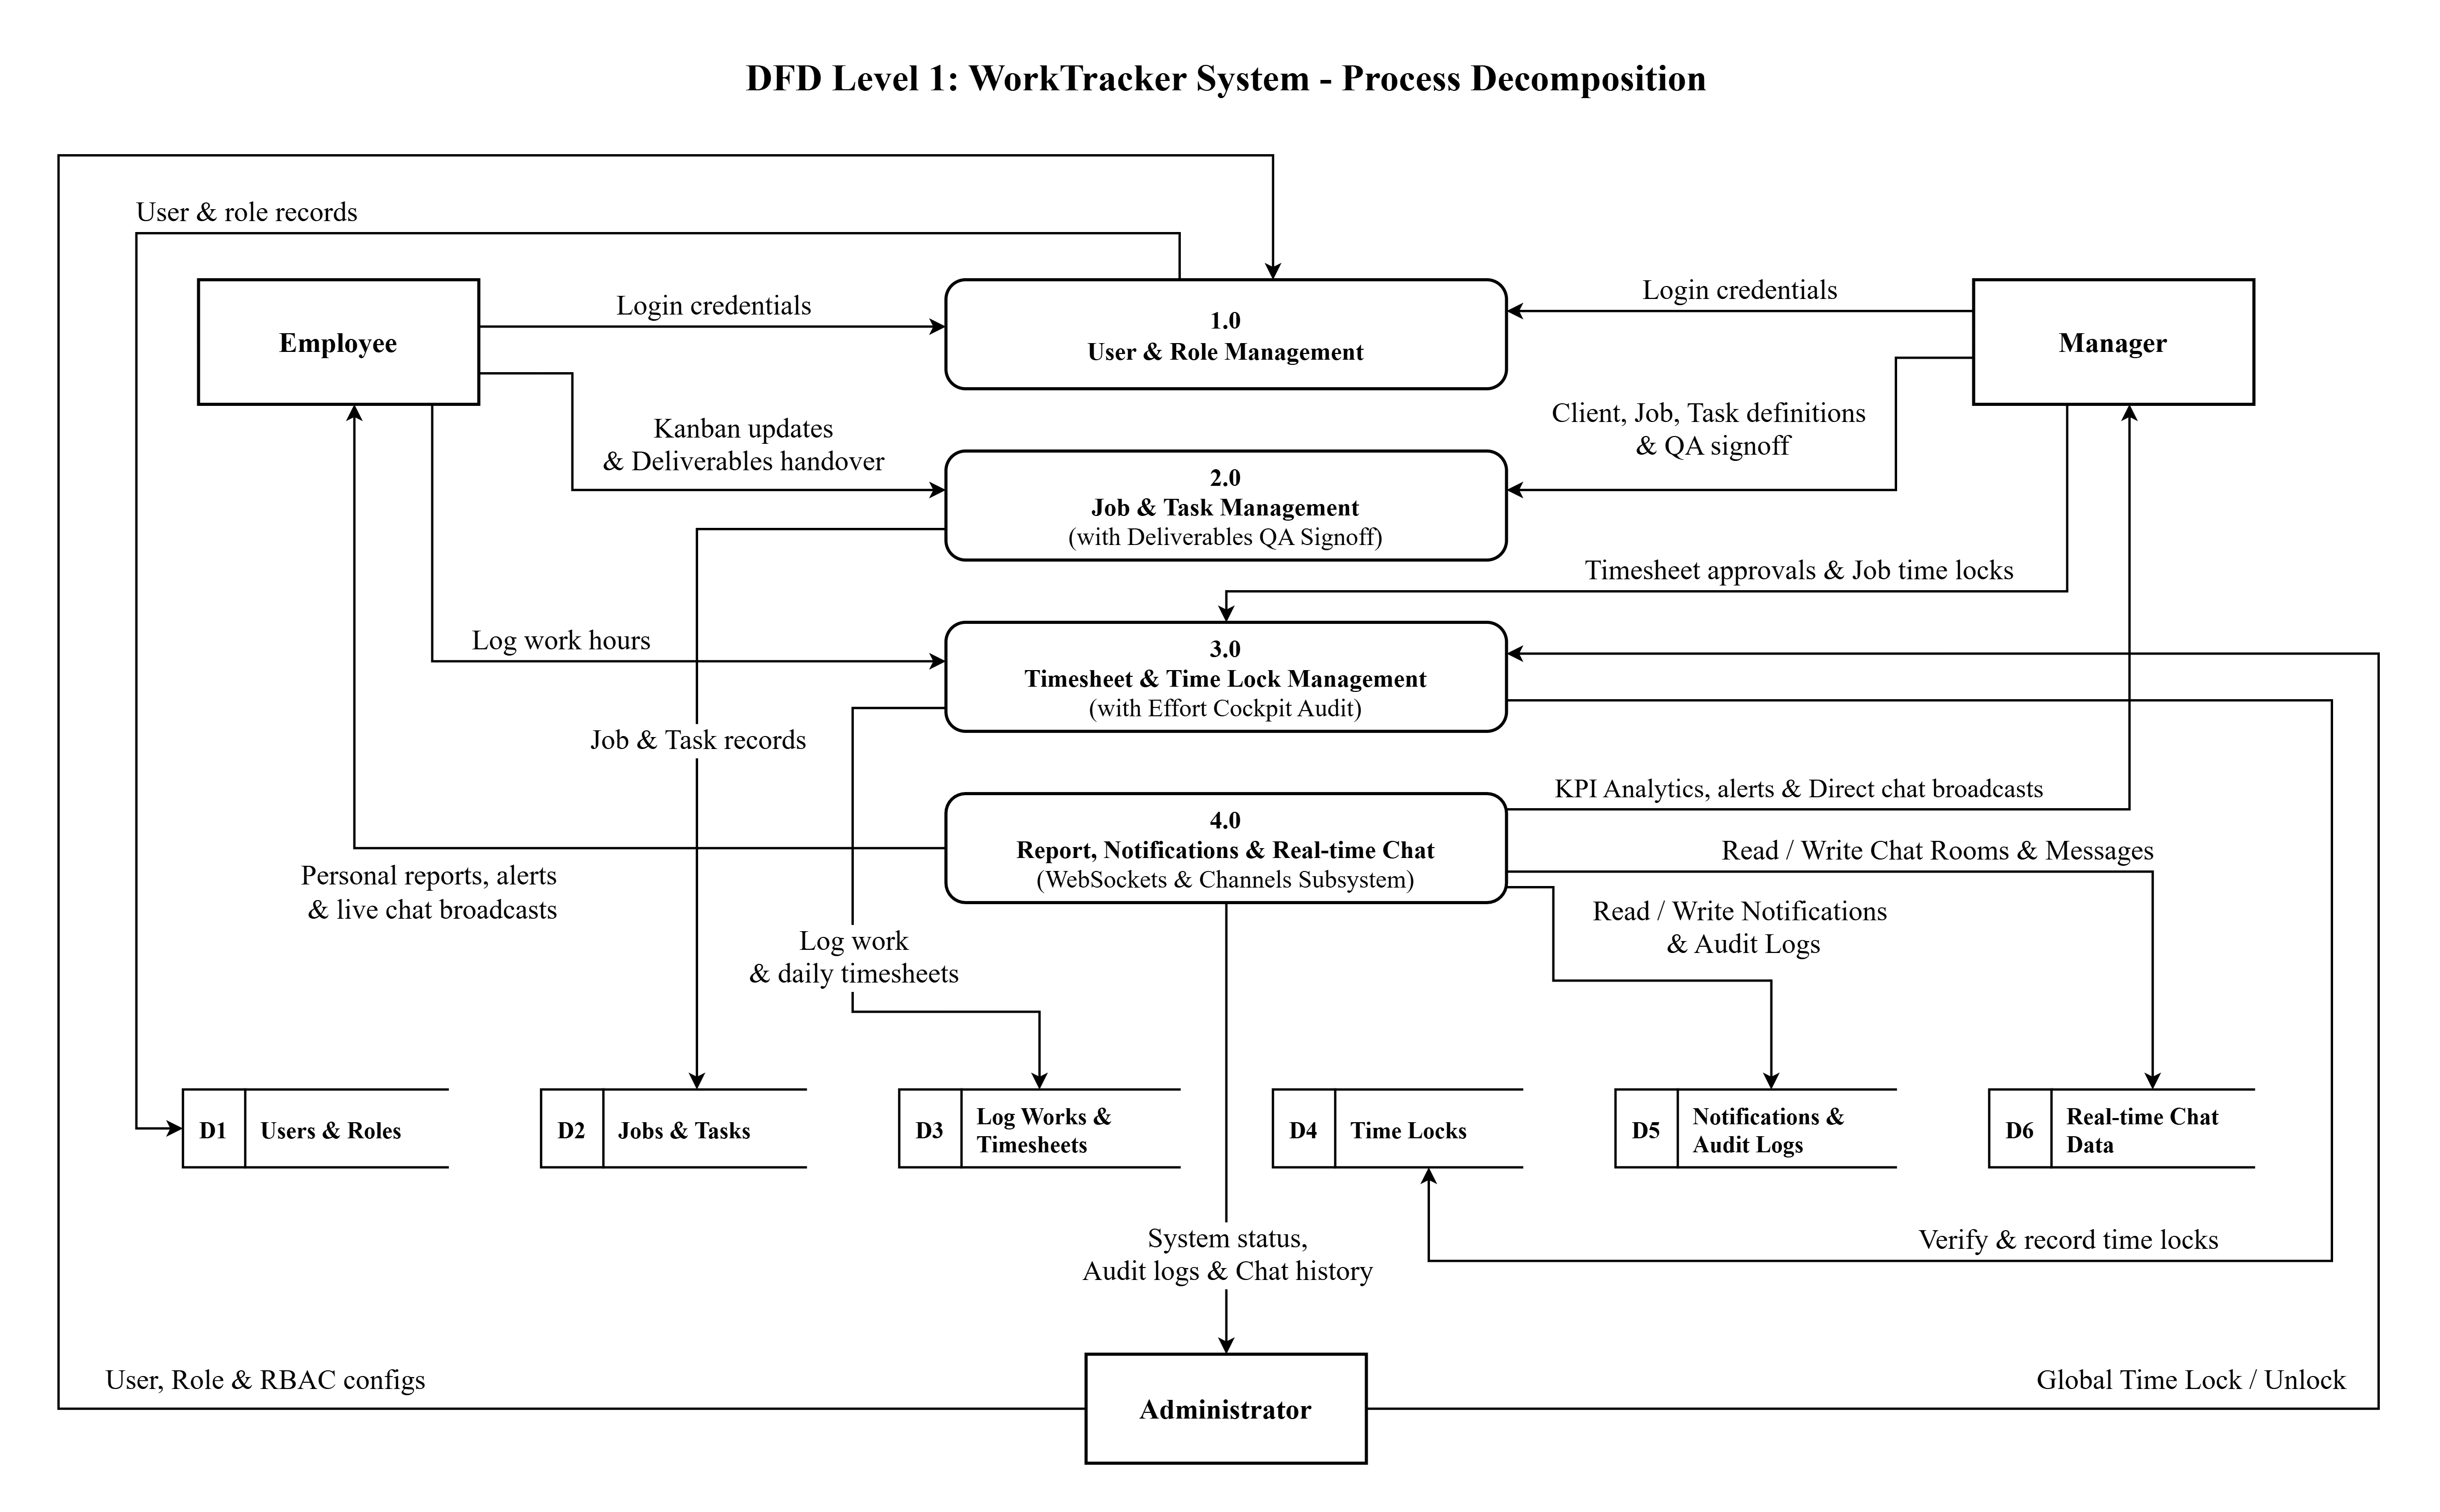 DFD Level 1: WorkTracker System - Process Decomposition
User & role records
Login credentials
Login credentials
Employee
1.0
User & Role Management
Manager
Kanban updates
& Deliverables handover
Client, Job, Task definitions
& QA signoff
2.0
Job & Task Management
(with Deliverables QA Signoff)
Timesheet approvals & Job time locks
Log work hours
3.0
Timesheet & Time Lock Management
(with Effort Cockpit Audit)
Job & Task records
KPI Analytics, alerts & Direct chat broadcasts
4.0
Report, Notifications & Real-time Chat
(WebSockets & Channels Subsystem)
Read / Write Chat Rooms & Messages
Personal reports, alerts
& live chat broadcasts
Read / Write Notifications
& Audit Logs
Log work
& daily timesheets
D1
Users & Roles
D2
Jobs & Tasks
D3
Log Works &
Timesheets
D4
Time Locks
D5
Notifications &
Audit Logs
D6
Real-time Chat
Data
System status,
Audit logs & Chat history
Verify & record time locks
User, Role & RBAC configs
Administrator
Global Time Lock / Unlock